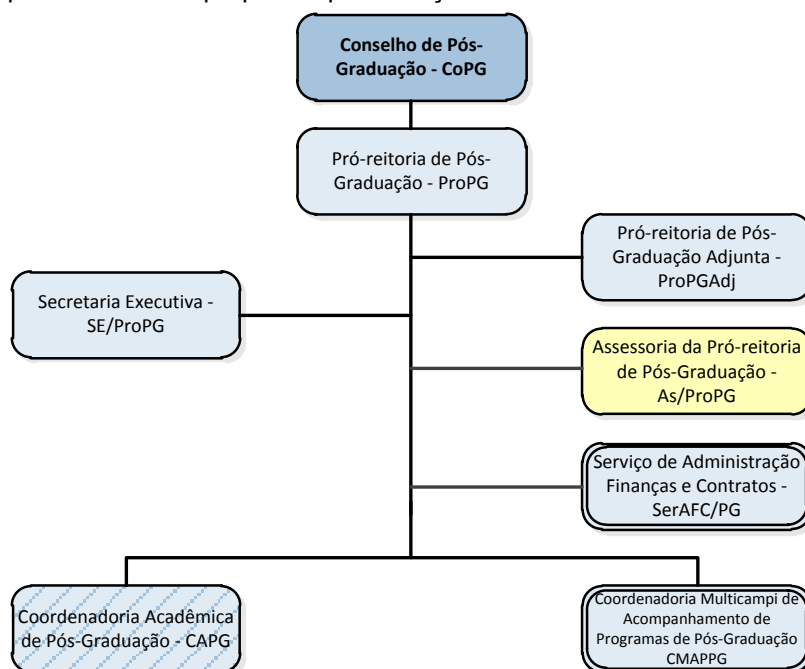 Conselho de Pós-
Graduação - CoPG
Pró-reitoria de Pós-
Graduação - ProPG
Pró-reitoria de Pós-
Graduação Adjunta -
ProPGAdj
Secretaria Executiva -
SE/ProPG
Assessoria da Pró-reitoria
de Pós-Graduação -
As/ProPG
Serviço de Administração
Finanças e Contratos -
SerAFC/PG
Coordenadoria Acadêmica
de Pós-Graduação - CAPG
Coordenadoria Multicampi de
Acompanhamento de
Programas de Pós-Graduação
CMAPPG